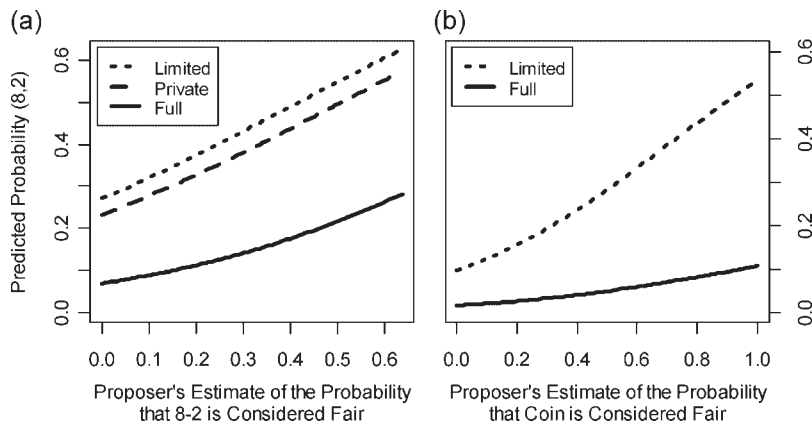 (a)
Predicted Probability (8,2)
0.0 0.2 0.4 0.6
Limited
Private
Full
0.0 0.1 0.2 0.3 0.4 0.5 0.6
Proposer's Estimate of the Probability
that 8-2 is Considered Fair
(b)
Limited
Full
0.0 0.2 0.4 0.6
0.0 0.2 0.4 0.6 0.8 1.0
Proposer's Estimate of the Probability
that Coin is Considered Fair